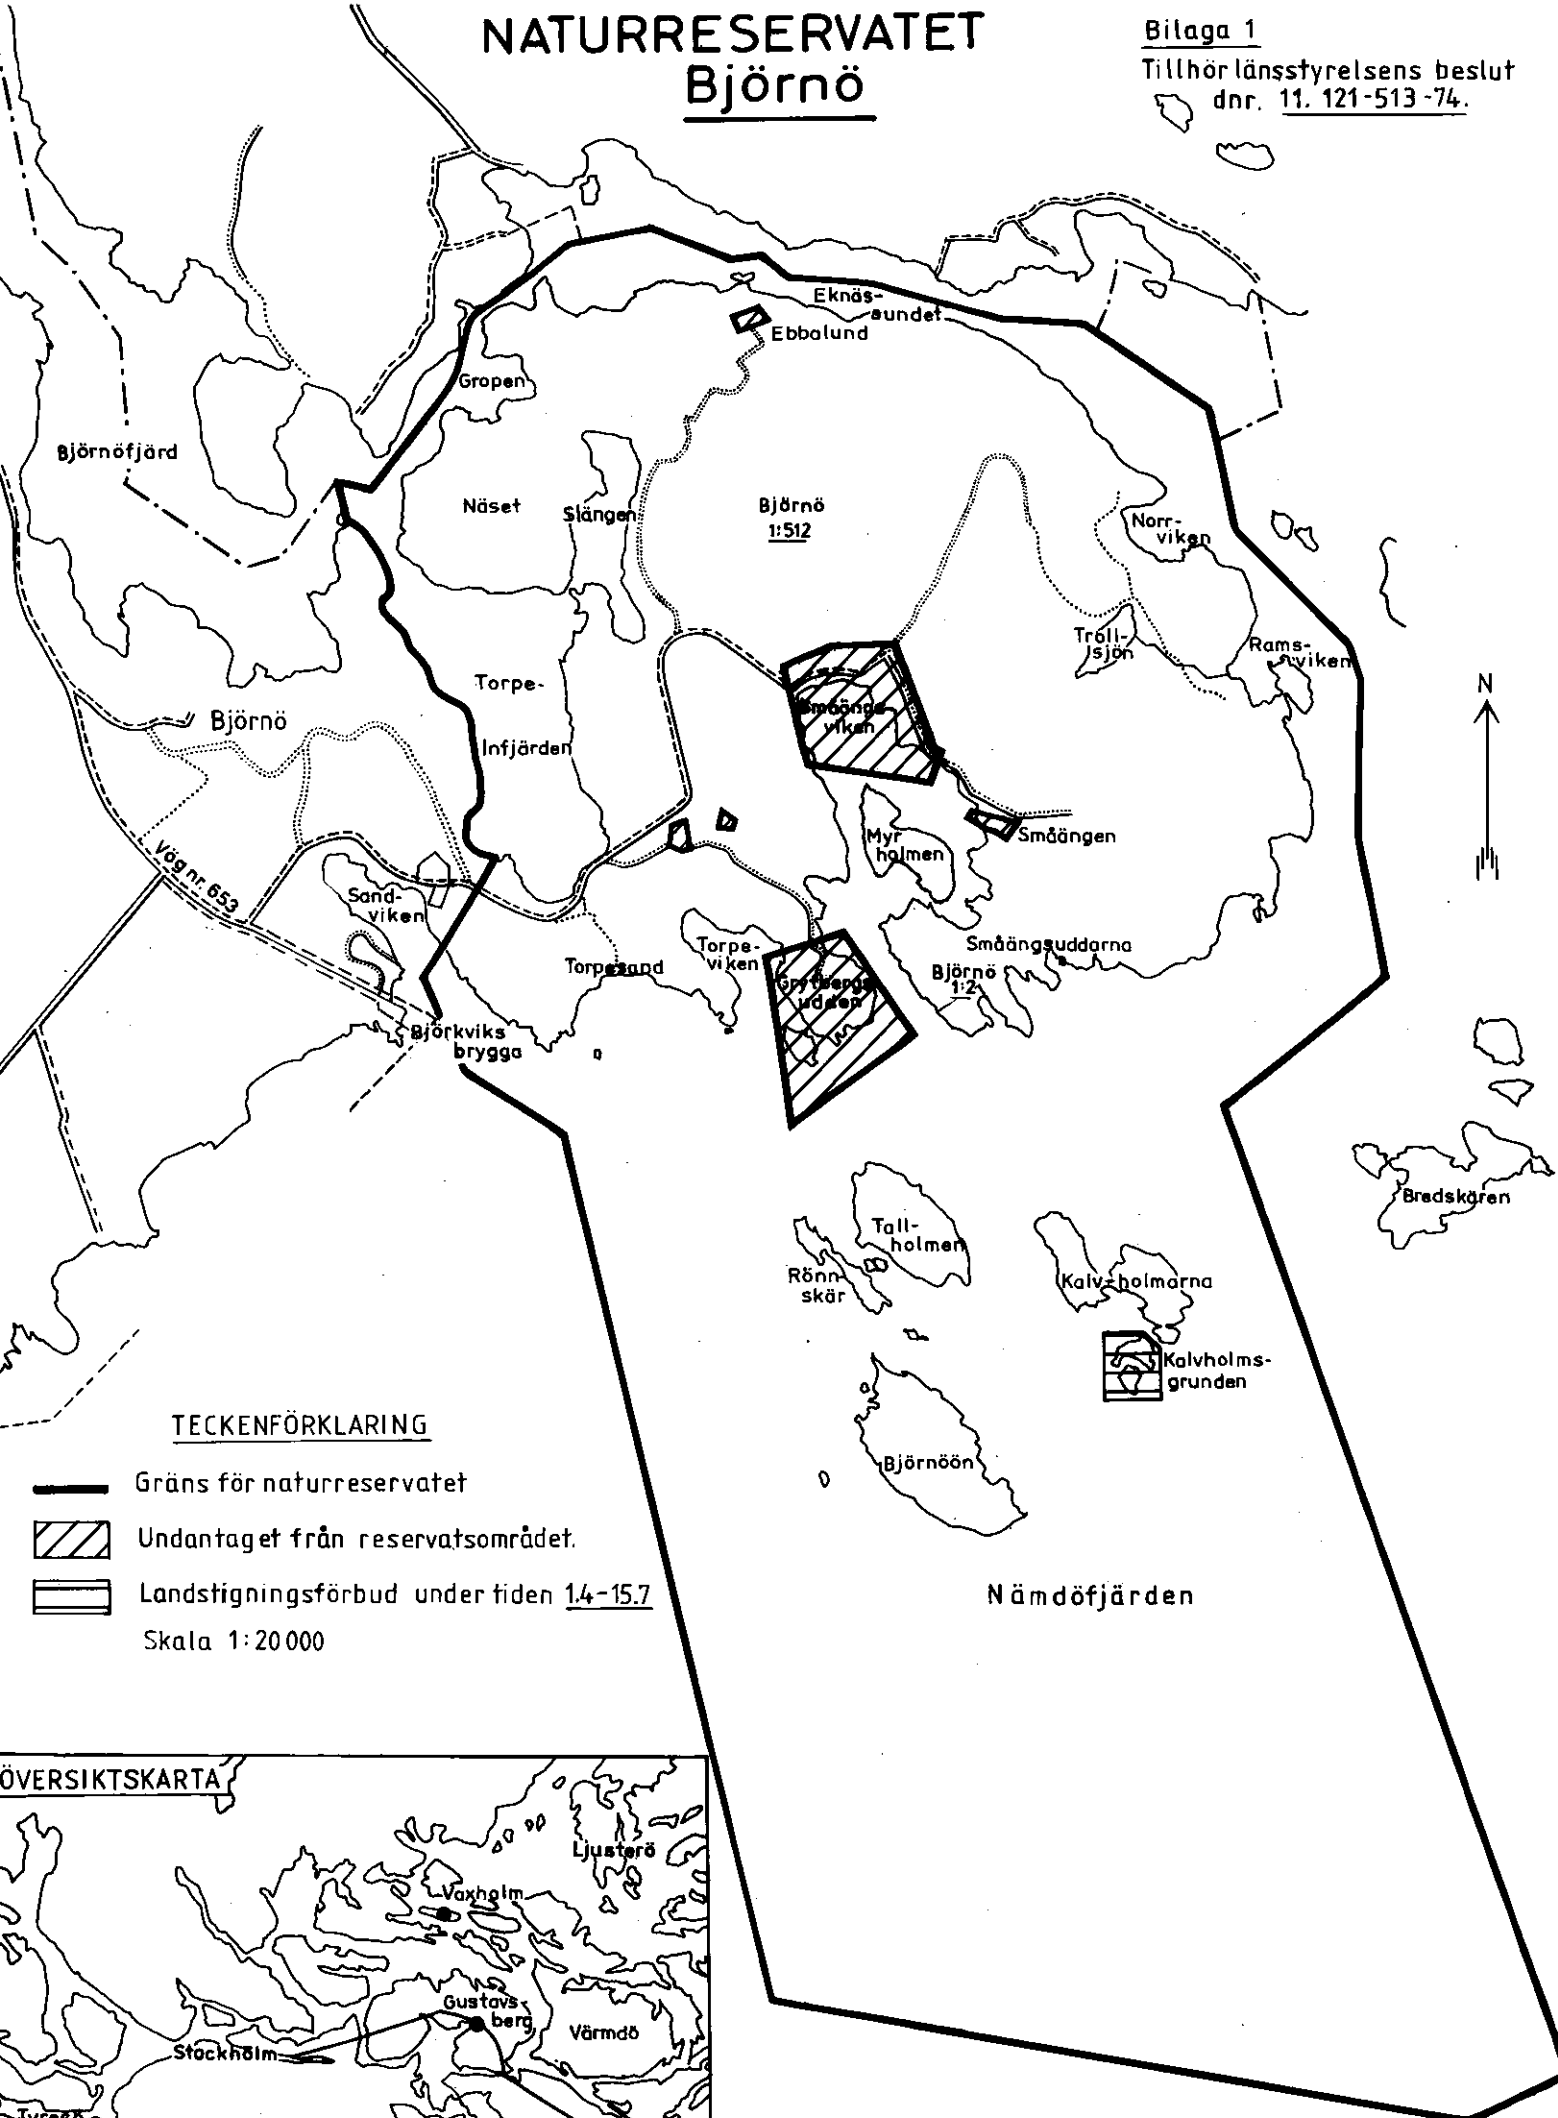 NATURRESERVATET
Björnö
Bilaga 1
Tillhör länsstyrelsens beslut
dnr. 11. 121-513-74.
Eknäs-
sundet
Ebbalund
Gropen
Björnöfjärd
Näset
Slängen
Björnö
1:512
Norr-
viken
Tröll-
sjön
Rams-
viken
Torpe-
Infjärden
Björnö
Småängs
viken
N
Myr
holmen
Småängen
Väg nr. 653
Sand-
viken
Torpesand
Torpe-
viken
Småängsuddarna
Björnö
1:2
Grytbergs
udden
Björkviks
brygga
Bredskären
Tall-
holmen
Rönn-
skär
Kalv-holmarna
Kalvholms-
grunden
Björnöön
Nämdöfjärden
TECKENFÖRKLARING
Gräns för naturreservatet
Undantaget från reservatsområdet.
Landstigningsförbud under tiden 1.4-15.7
Skala 1:20 000
ÖVERSIKTSKARTA
Ljusterö
Vaxholm
Gustavs-
berg
Värmdö
Stockholm